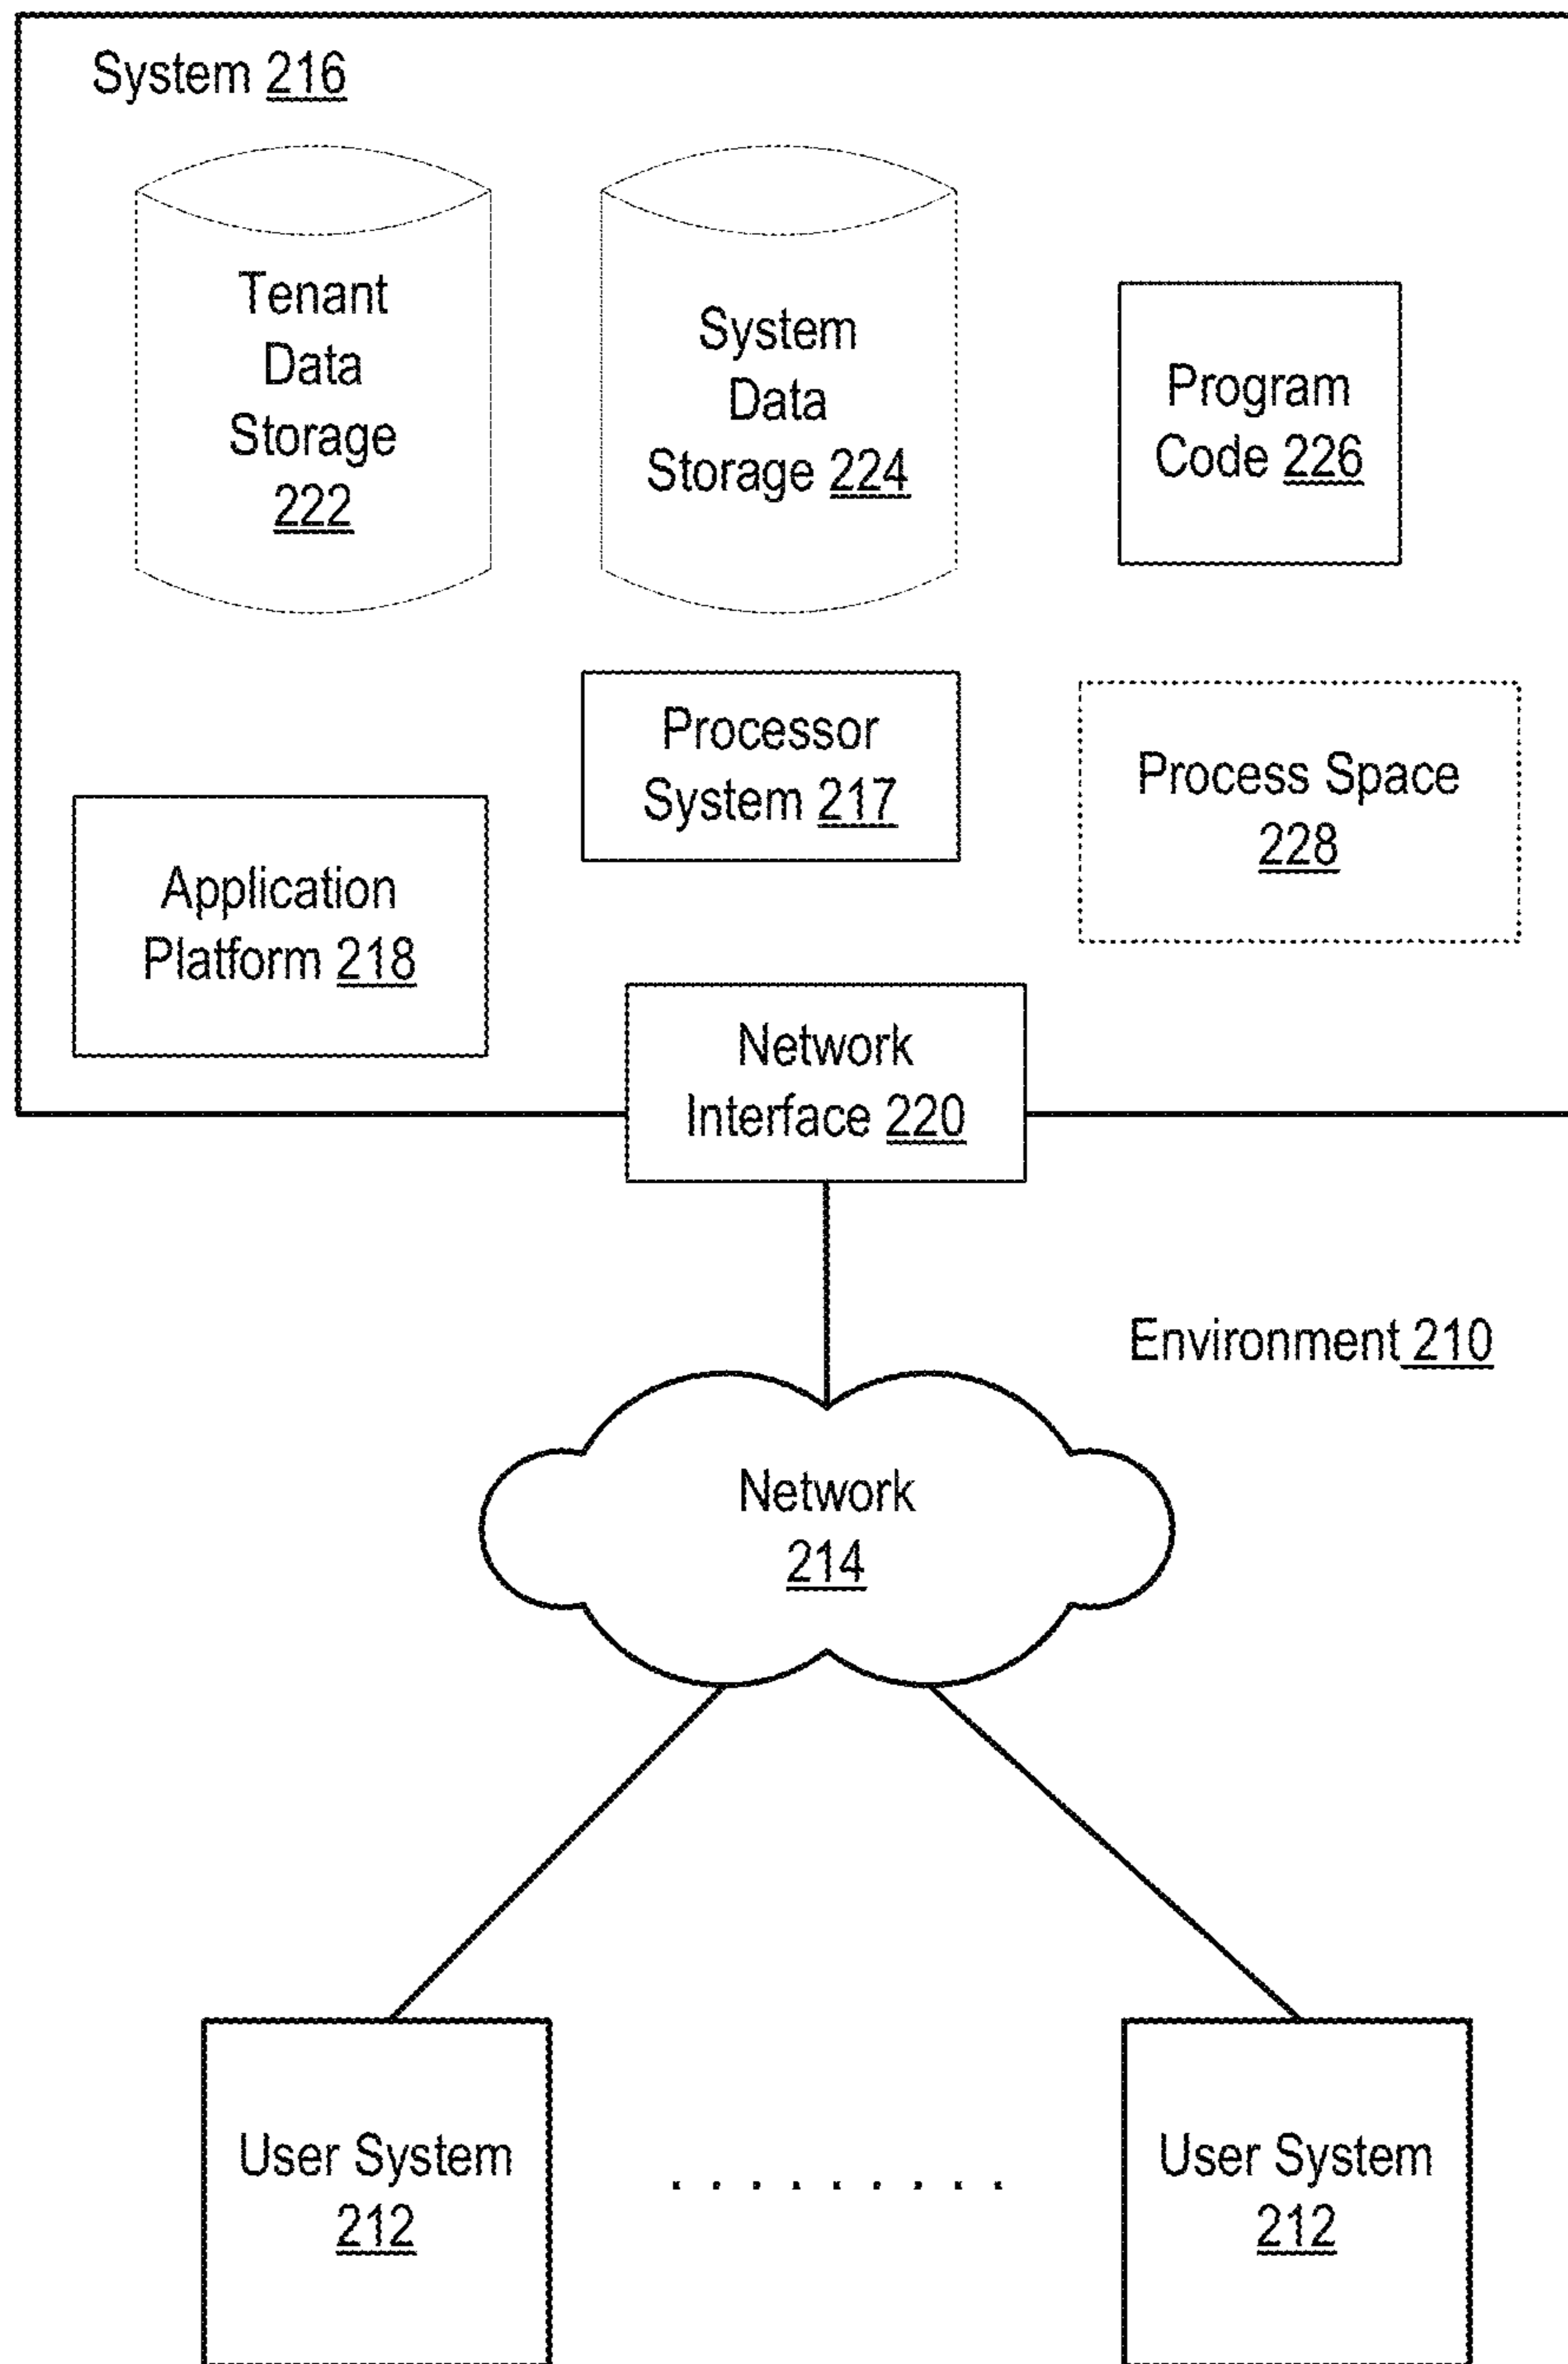 System 216
Tenant
Data
Storage
222
System
Data
Storage 224
Program
Code 226
Processor
System 217
Process Space
228
Application
Platform 218
Network
Interface 220
Environment 210
Network
214
User System
212
User System
212